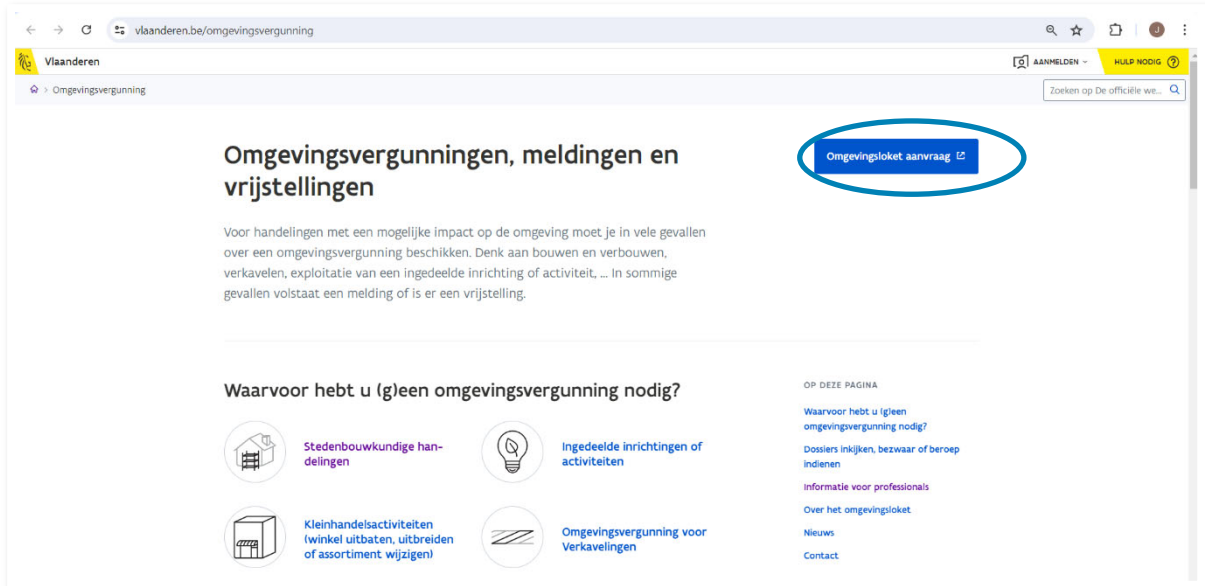 vlaanderen.be/omgevingsvergunning
J
Vlaanderen
AANMELDEN
HULP NODIG
Omgevingsvergunning
Zoeken op De officiële we...
Omgevingsvergunningen, meldingen en
vrijstellingen
Omgevingsloket aanvraag
Voor handelingen met een mogelijke impact op de omgeving moet je in vele gevallen
over een omgevingsvergunning beschikken. Denk aan bouwen en verbouwen,
verkavelen, exploitatie van een ingedeelde inrichting of activiteit, ... In sommige
gevallen volstaat een melding of is er een vrijstelling.
Waarvoor hebt u (g)een omgevingsvergunning nodig?
Stedenbouwkundige han-
delingen
Ingedeelde inrichtingen of
activiteiten
Kleinhandelsactiviteiten
(winkel uitbaten, uitbreiden
of assortiment wijzigen)
Omgevingsvergunning voor
Verkavelingen
OP DEZE PAGINA
Waarvoor hebt u (g)een
omgevingsvergunning nodig?
Dossiers inkijken, bezwaar of beroep
indienen
Informatie voor professionals
Over het omgevingsloket
Nieuws
Contact